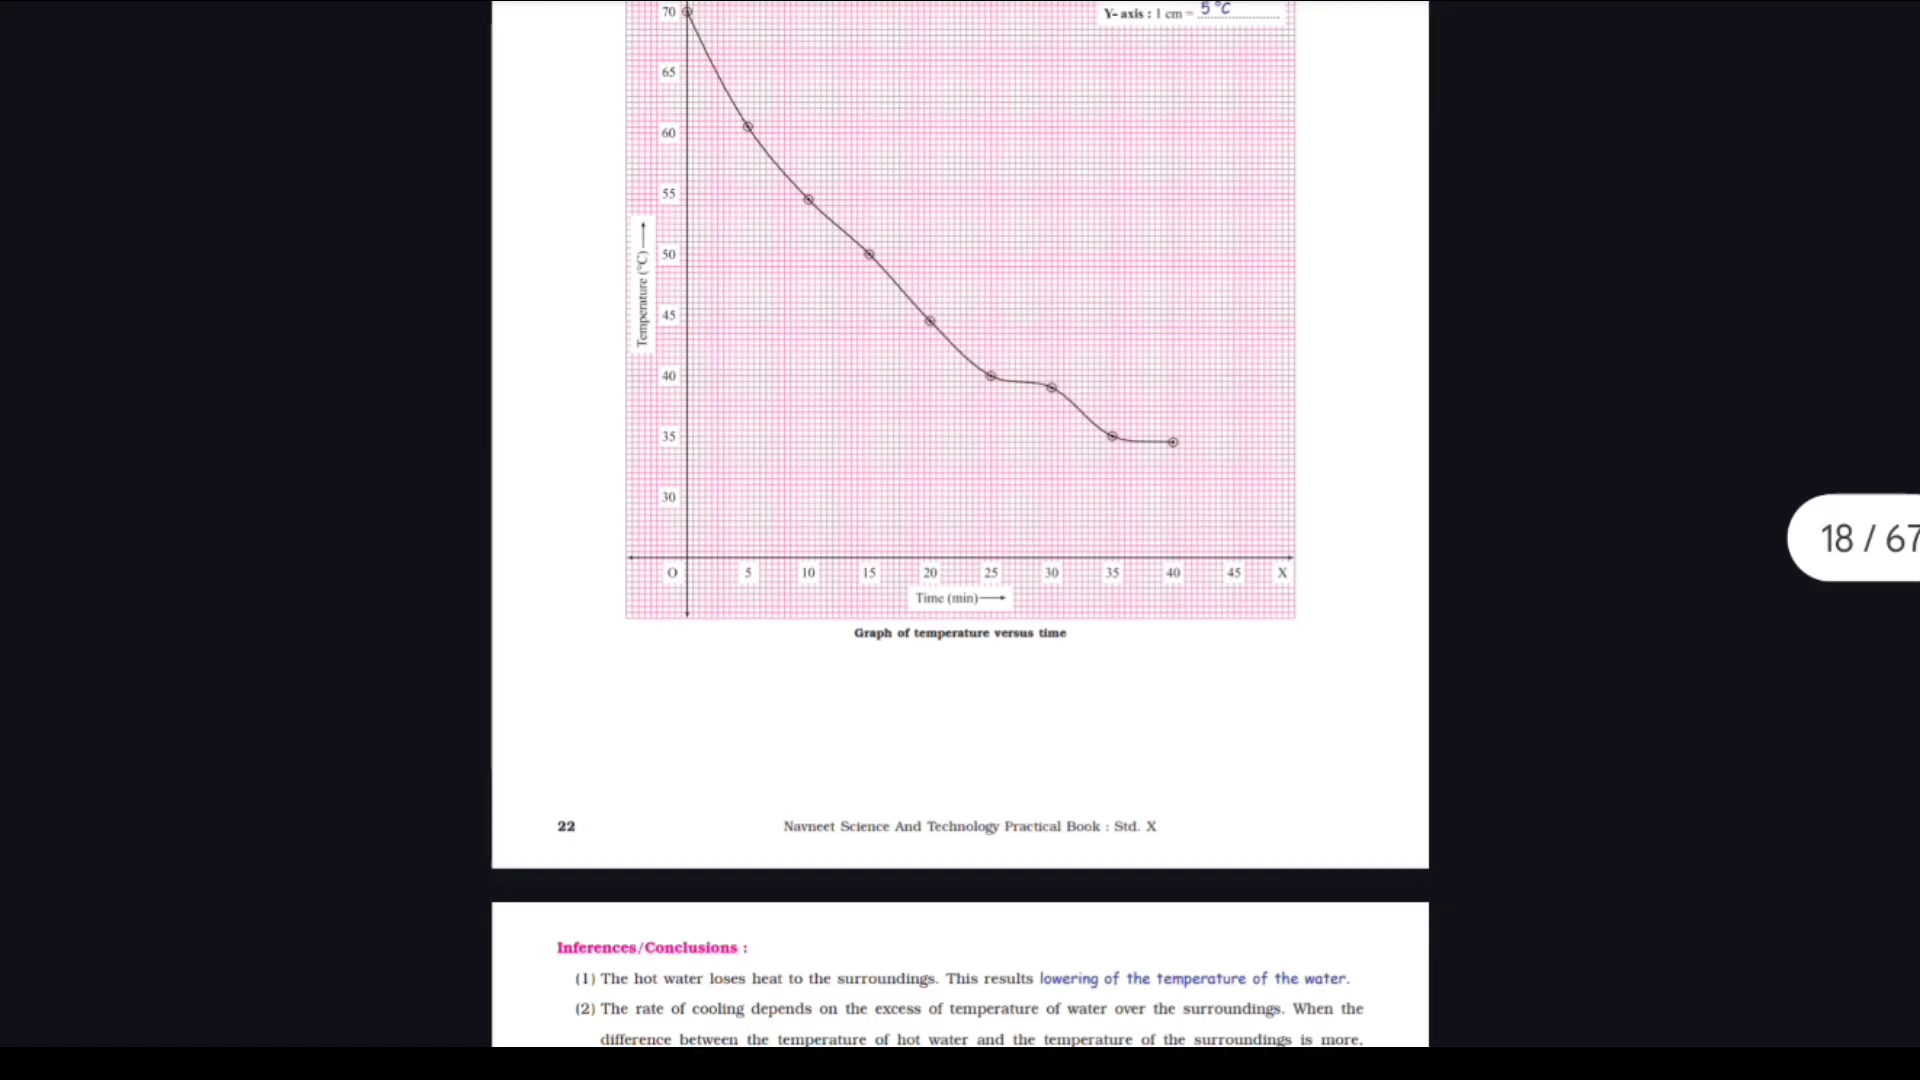 70
Y- axis : 1 cm = 5 °C
65
60
55
50
45
40
35
30
Temperature (°C)
O 5 10 15 20 25 30 35 40 45 X
Time (min)
Graph of temperature versus time
18 / 67
22 Navneet Science And Technology Practical Book : Std. X
Inferences/Conclusions :
(1) The hot water loses heat to the surroundings. This results lowering of the temperature of the water.
(2) The rate of cooling depends on the excess of temperature of water over the surroundings. When the
difference between the temperature of hot water and the temperature of the surroundings is more,